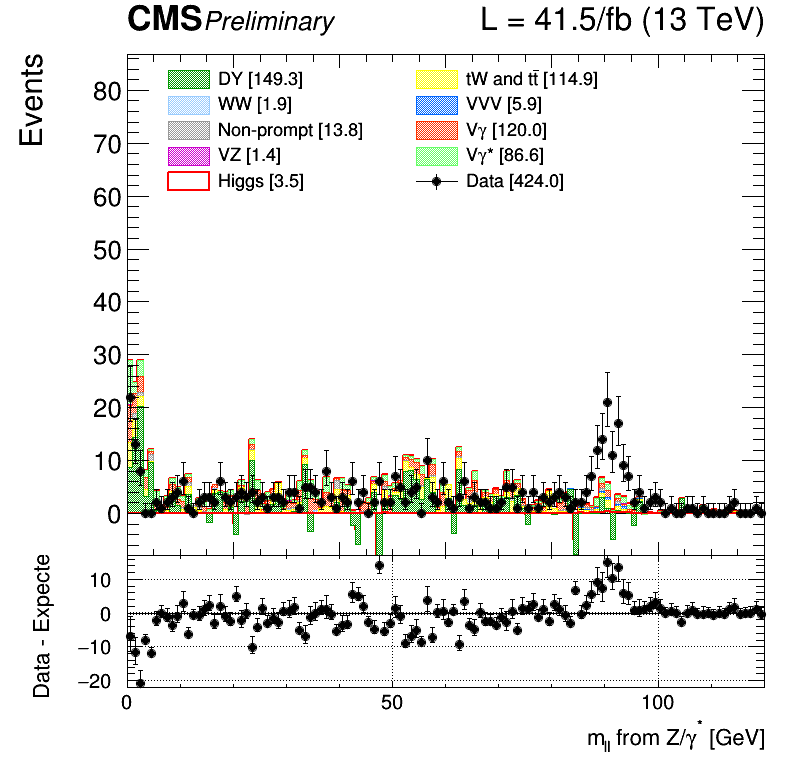 CMS Preliminary L = 41.5/fb (13 TeV)
Events
DY [149.3] tW and tt̄ [114.9]
WW [1.9] VVV [5.9]
Non-prompt [13.8] Vγ [120.0]
VZ [1.4] Vγ* [86.6]
Higgs [3.5] Data [424.0]
80
70
60
50
40
30
20
10
0
Data - Expecte
10
0
−10
−20
0 50 100
m_ll from Z/γ* [GeV]